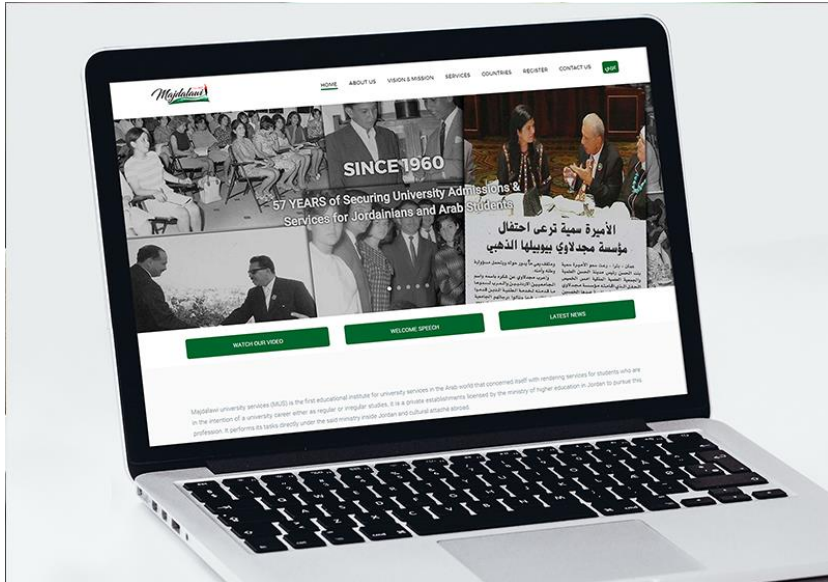 Majdalawi
HOME ABOUT US VISION & MISSION SERVICES COUNTRIES REGISTER CONTACT US عربي
SINCE 1960
57 YEARS of Securing University Admissions &
Services for Jordainians and Arab Students
الأميرة سمية ترعى احتفال
مؤسسة مجدلاوي بيوبيلها الذهبي
WATCH OUR VIDEO
WELCOME SPEECH
LATEST NEWS
Majdalawi university services (MUS) is the first educational institute for university services in the Arab world that concerned itself with rendering services for students who are
in the intention of a university career either as regular or irregular studies, it is a private establishments licensed by the ministry of higher education in Jordan to pursue this
profession. It performs its tasks directly under the said ministry inside Jordan and cultural attaché abroad.